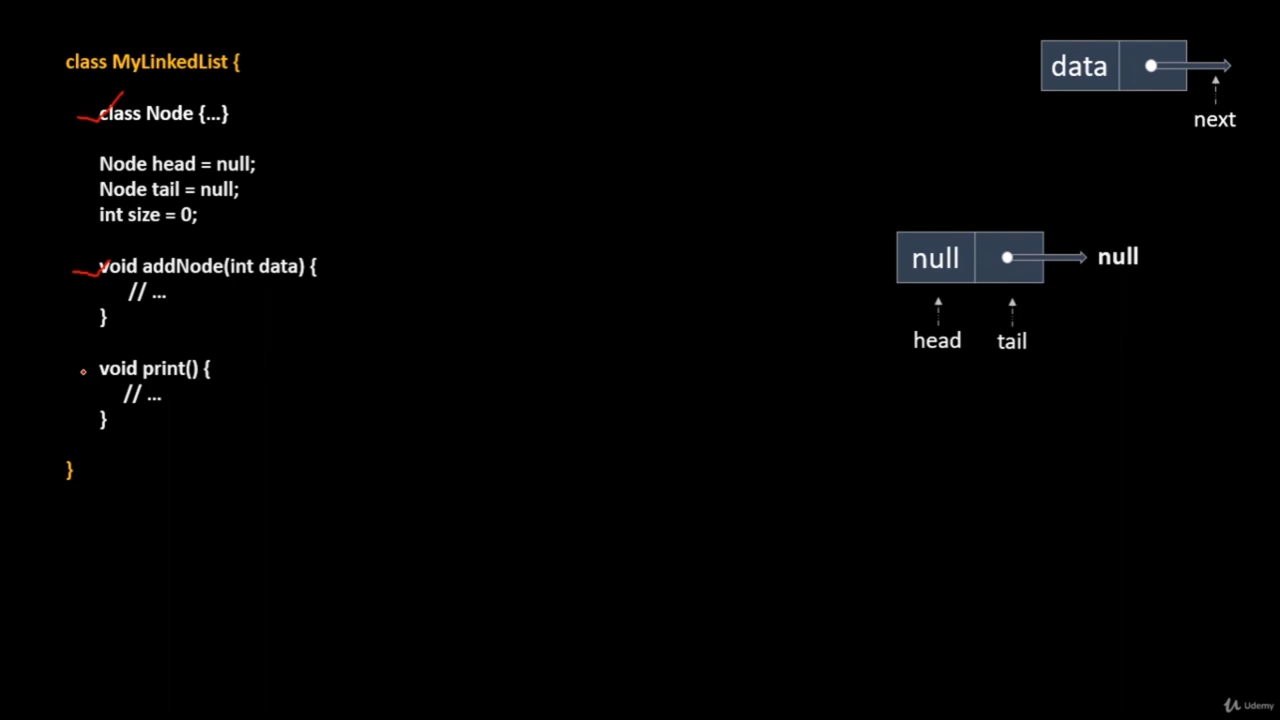 class MyLinkedList {
class Node {...}
Node head = null;
Node tail = null;
int size = 0;
void addNode(int data) {
// ...
}
void print() {
// ...
}
}
data
next
null
null
head
tail
Udemy